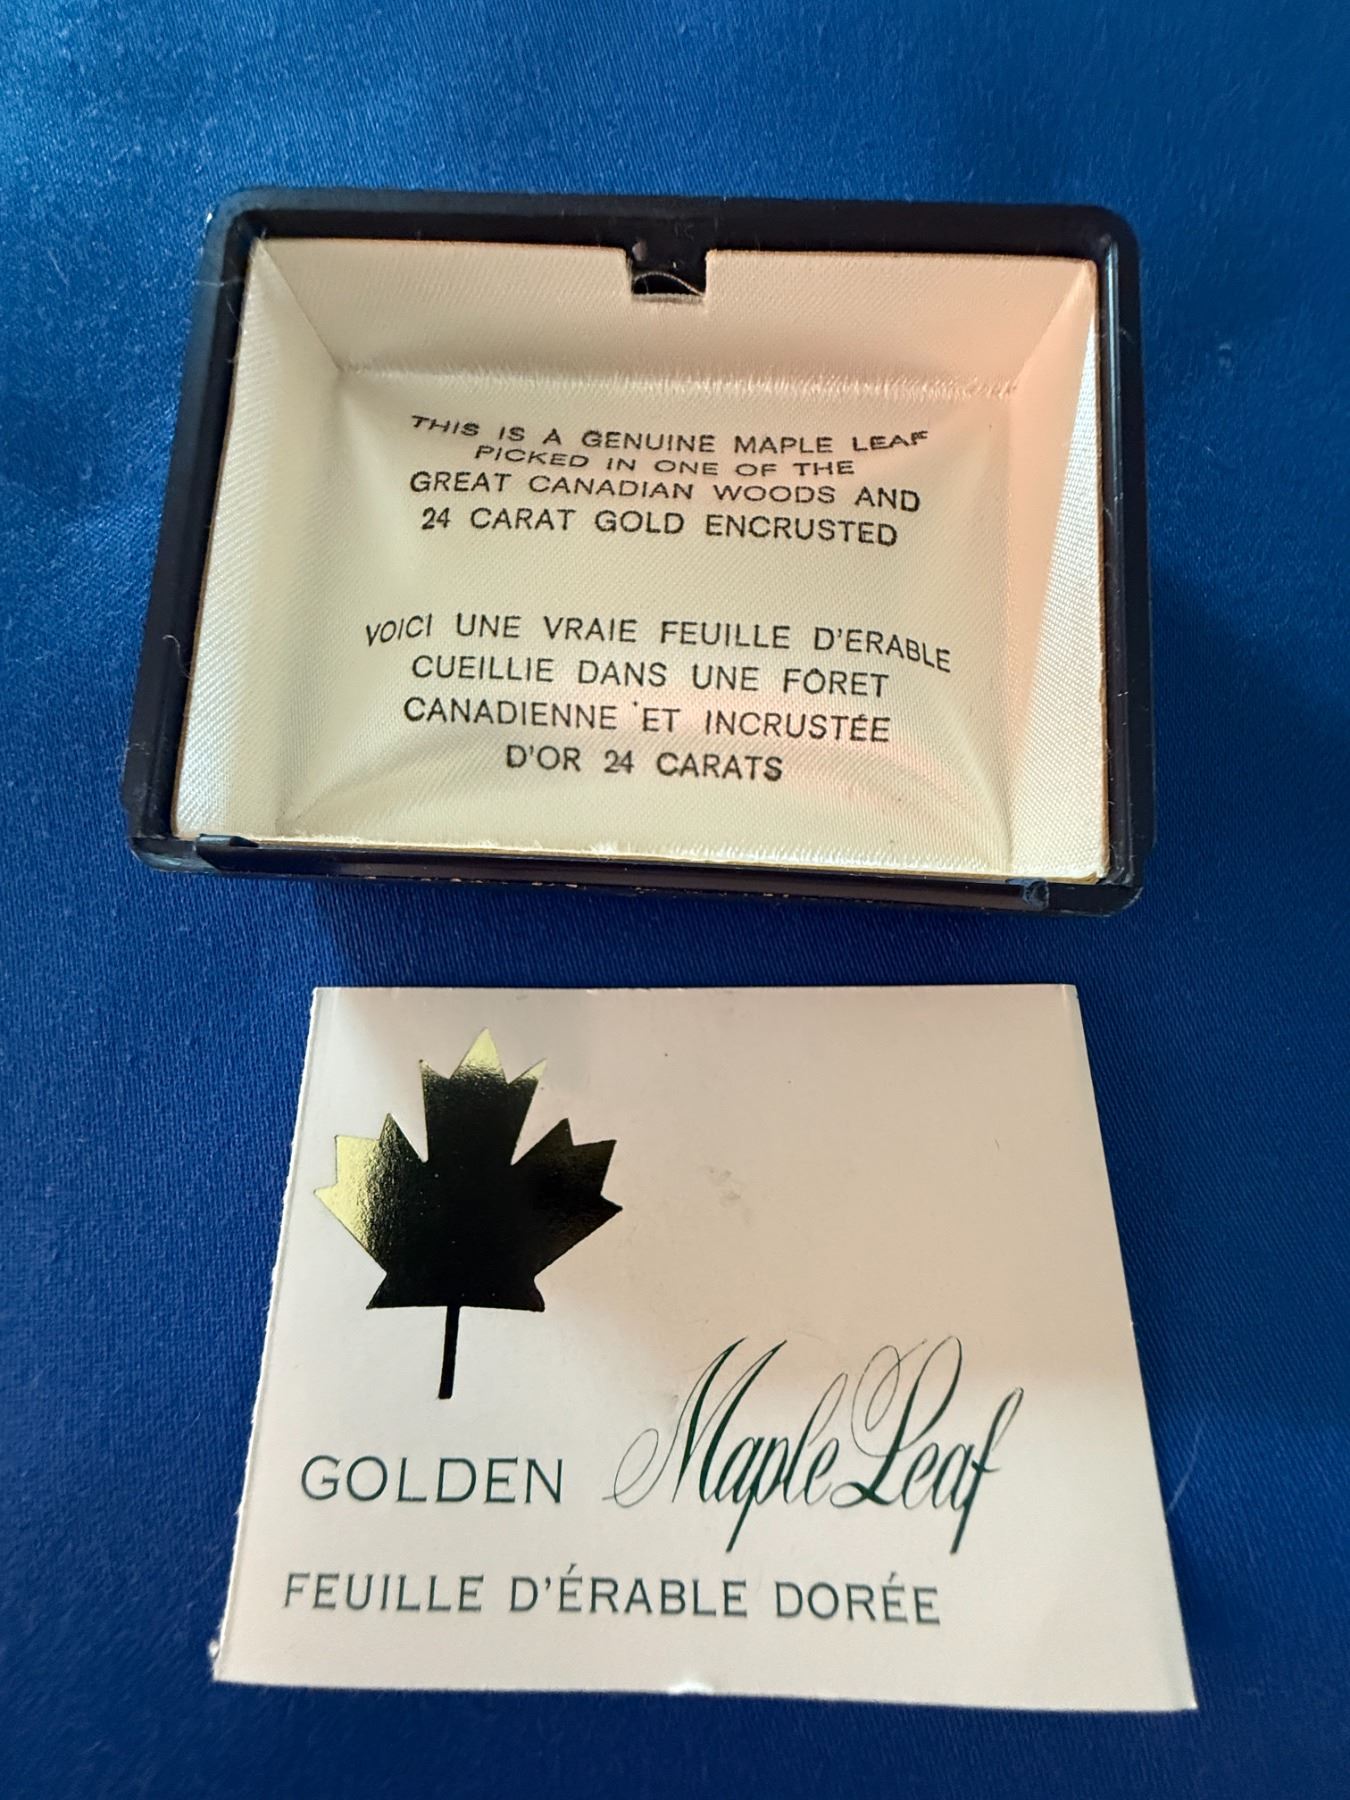 THIS IS A GENUINE MAPLE LEAF
PICKED IN ONE OF THE
GREAT CANADIAN WOODS AND
24 CARAT GOLD ENCRUSTED
VOICI UNE VRAIE FEUILLE D'ERABLE
CUEILLIE DANS UNE FÔRET
CANADIENNE ET INCRUSTÉE
D'OR 24 CARATS
GOLDEN Maple Leaf
FEUILLE D'ÉRABLE DORÉE